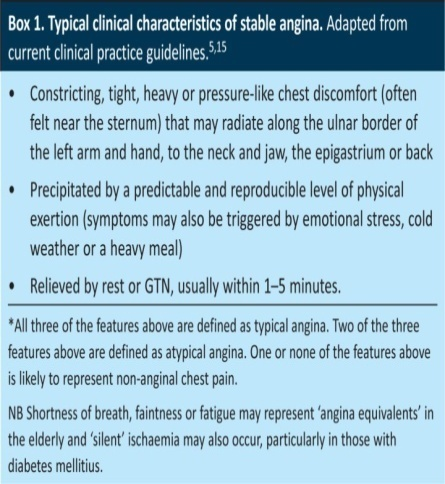 Box 1. Typical clinical characteristics of stable angina. Adapted from
current clinical practice guidelines.5,15
• Constricting, tight, heavy or pressure-like chest discomfort (often
felt near the sternum) that may radiate along the ulnar border of
the left arm and hand, to the neck and jaw, the epigastrium or back
• Precipitated by a predictable and reproducible level of physical
exertion (symptoms may also be triggered by emotional stress, cold
weather or a heavy meal)
• Relieved by rest or GTN, usually within 1–5 minutes.
*All three of the features above are defined as typical angina. Two of the three
features above are defined as atypical angina. One or none of the features above
is likely to represent non-anginal chest pain.
NB Shortness of breath, faintness or fatigue may represent ‘angina equivalents’ in
the elderly and ‘silent’ ischaemia may also occur, particularly in those with
diabetes mellitius.